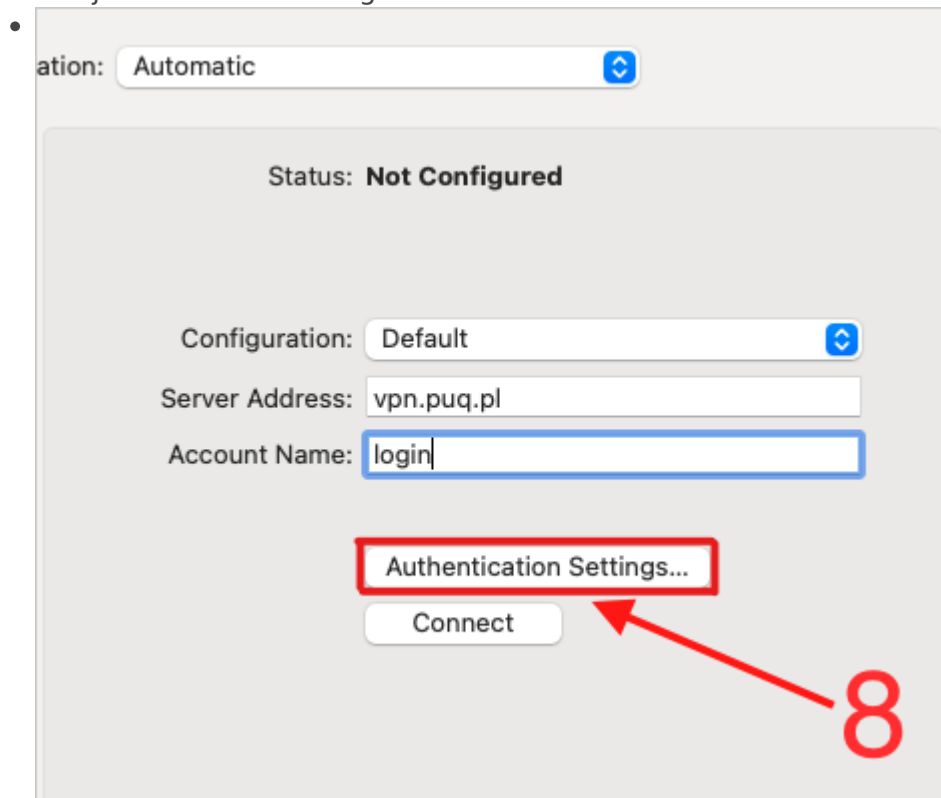 ation: Automatic
Status: Not Configured
Configuration: Default
Server Address: vpn.puq.pl
Account Name: login
Authentication Settings...
Connect
8